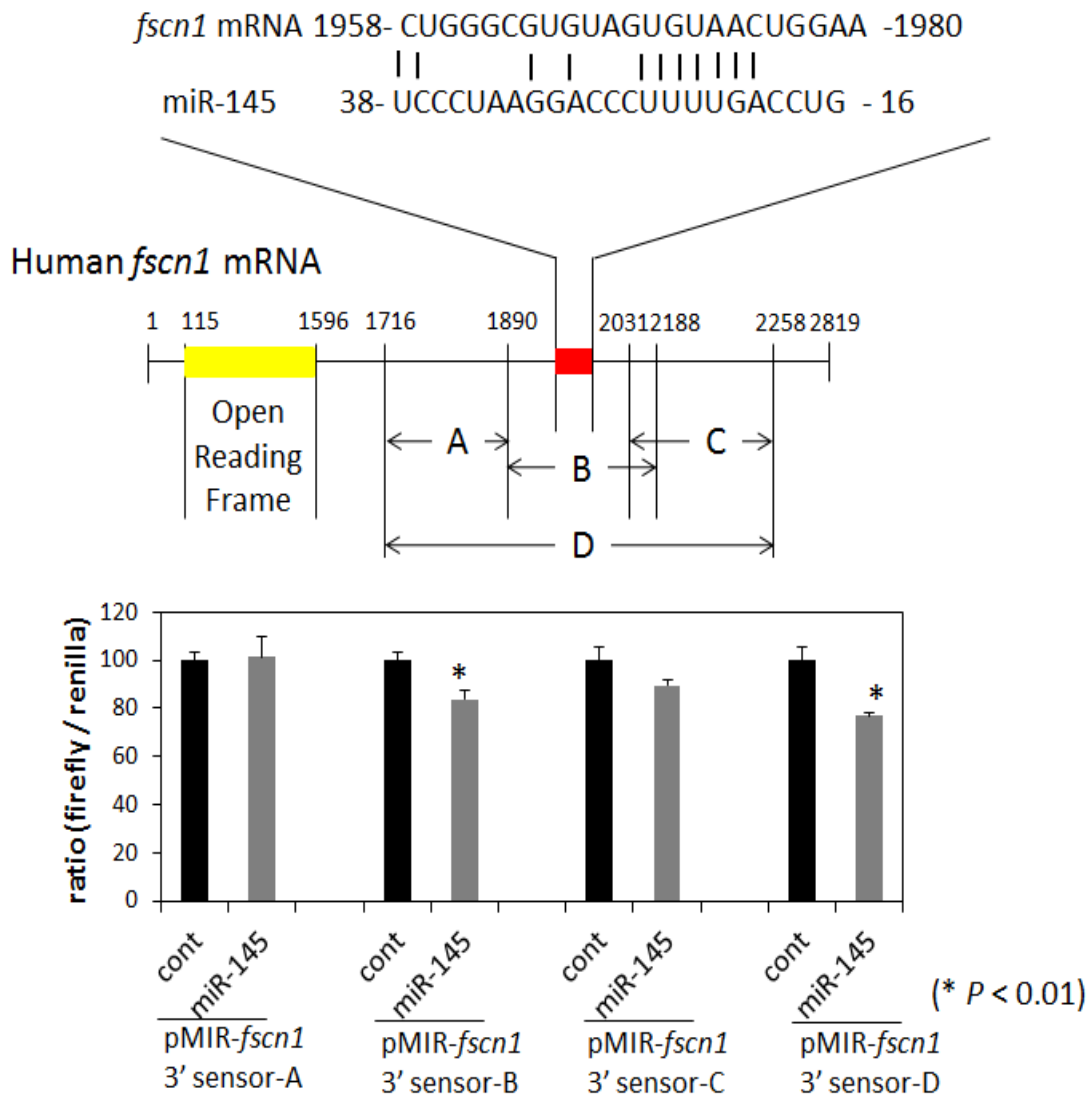 fscn1 mRNA 1958- CUGGGCGUGUAGUGUAACUGGAA -1980
miR-145 38- UCCCUAAGGACCCUUUUGACCUG - 16
Human fscn1 mRNA
1 115 1596 1716 1890 20312188 2258 2819
Open
Reading
Frame
A
B
C
D
ratio (firefly / renilla)
120
100
80
60
40
20
0
cont
miR-145
cont
miR-145
cont
miR-145
cont
miR-145
(* P < 0.01)
*
*
pMIR-fscn1
3’ sensor-A
pMIR-fscn1
3’ sensor-B
pMIR-fscn1
3’ sensor-C
pMIR-fscn1
3’ sensor-D